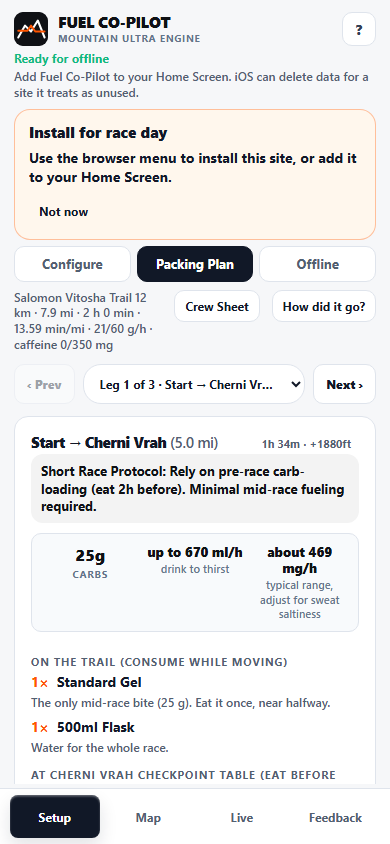 FUEL CO-PILOT
MOUNTAIN ULTRA ENGINE
?
Ready for offline
Add Fuel Co-Pilot to your Home Screen. iOS can delete data for a
site it treats as unused.
Install for race day
Use the browser menu to install this site, or add it
to your Home Screen.
Not now
Configure
Packing Plan
Offline
Salomon Vitosha Trail 12
km · 7.9 mi · 2 h 0 min ·
13.59 min/mi · 21/60 g/h ·
caffeine 0/350 mg
Crew Sheet
How did it go?
‹ Prev
Leg 1 of 3 · Start → Cherni Vr...
Next ›
Start → Cherni Vrah (5.0 mi)
1h 34m · +1880ft
Short Race Protocol: Rely on pre-race carb-
loading (eat 2h before). Minimal mid-race fueling
required.
25g
CARBS
up to 670 ml/h
drink to thirst
about 469
mg/h
typical range,
adjust for sweat
saltiness
ON THE TRAIL (CONSUME WHILE MOVING)
1× Standard Gel
The only mid-race bite (25 g). Eat it once, near halfway.
1× 500ml Flask
Water for the whole race.
AT CHERNI VRAH CHECKPOINT TABLE (EAT BEFORE
Setup
Map
Live
Feedback